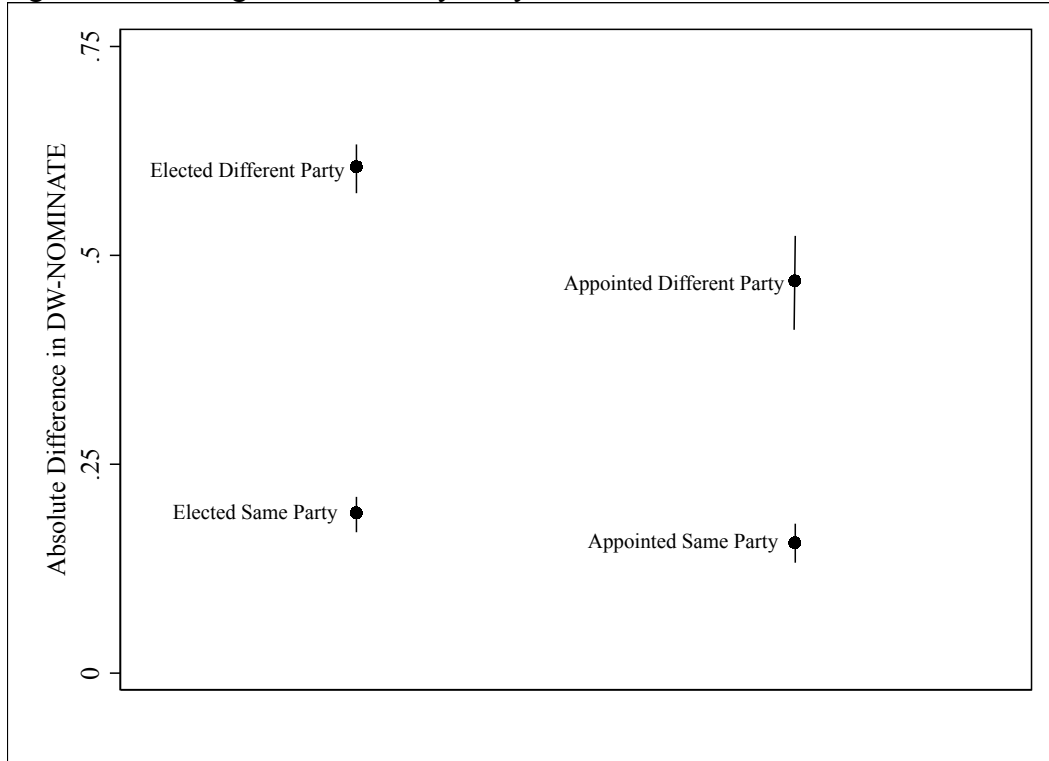 .75
Elected Different Party
.5
Appointed Different Party
Absolute Difference in DW-NOMINATE
.25
Elected Same Party
Appointed Same Party
0